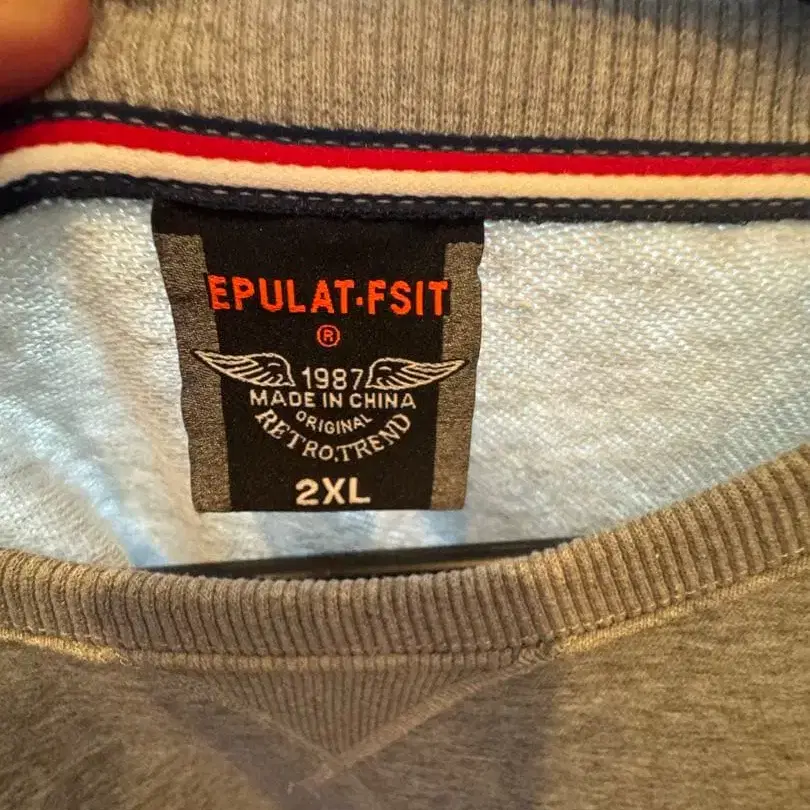 EPULAT·FSIT
®
1987
MADE IN CHINA
ORIGINAL
RETRO.TREND
2XL